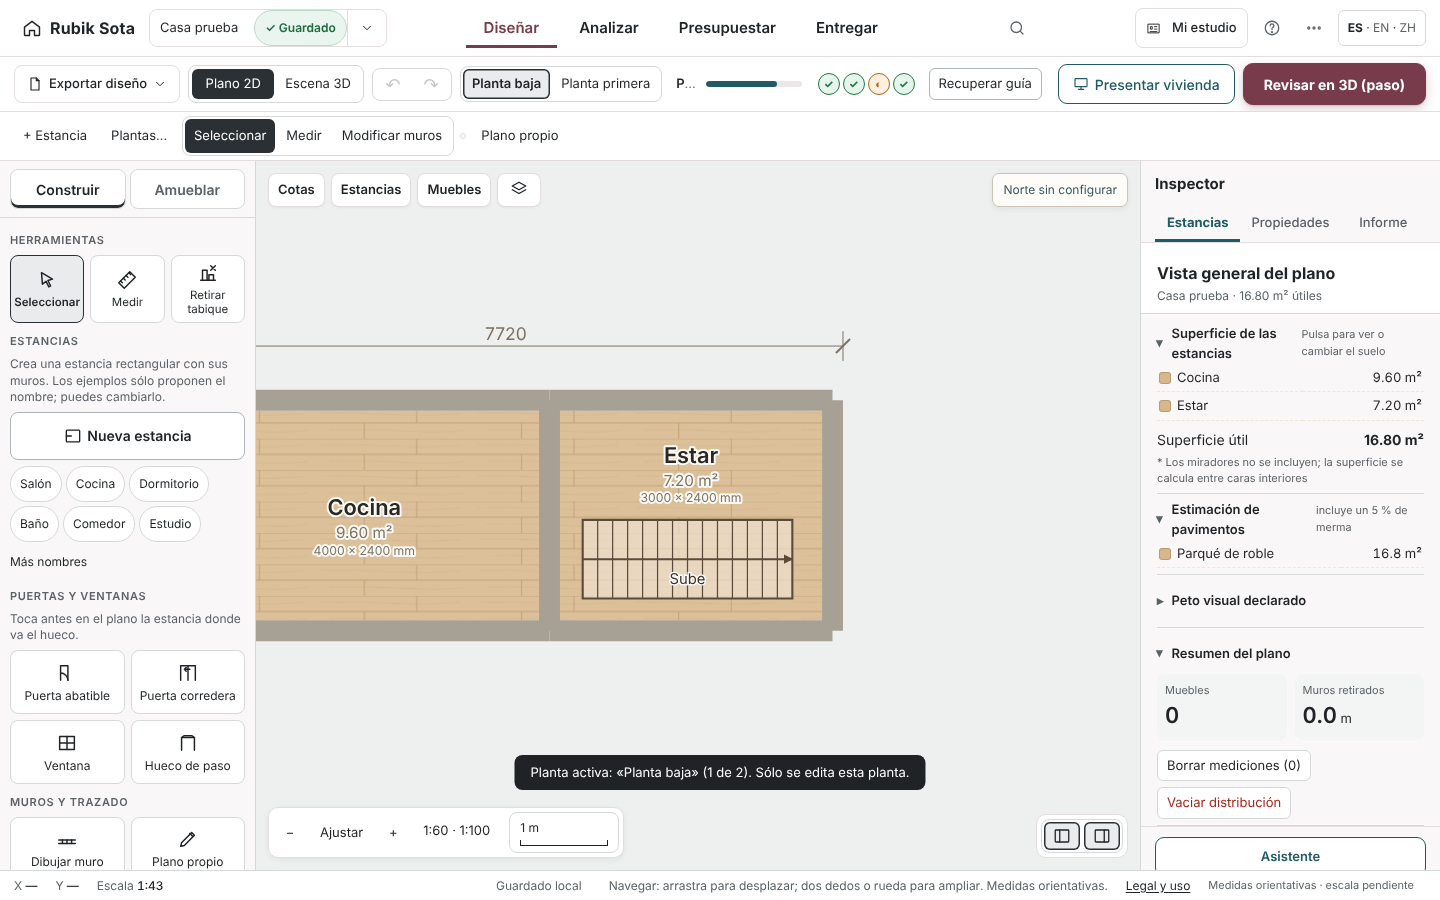 Rubik Sota
Casa prueba
Guardado
Diseñar
Analizar
Presupuestar
Entregar
Mi estudio
ES · EN · ZH
Exportar diseño
Plano 2D
Escena 3D
Planta baja
Planta primera
P...
Recuperar guía
Presentar vivienda
Revisar en 3D (paso)
+ Estancia
Plantas...
Seleccionar
Medir
Modificar muros
Plano propio
Construir
Amueblar
HERRAMIENTAS
Seleccionar
Medir
Retirar
tabique
ESTANCIAS
Crea una estancia rectangular con sus
muros. Los ejemplos sólo proponen el
nombre; puedes cambiarlo.
Nueva estancia
Salón
Cocina
Dormitorio
Baño
Comedor
Estudio
Más nombres
PUERTAS Y VENTANAS
Toca antes en el plano la estancia donde
va el hueco.
Puerta abatible
Puerta corredera
Ventana
Hueco de paso
MUROS Y TRAZADO
Dibujar muro
Plano propio
Cotas
Estancias
Muebles
Norte sin configurar
7720
Cocina
9.60 m²
4000 × 2400 mm
Estar
7.20 m²
3000 × 2400 mm
Sube
Planta activa: «Planta baja» (1 de 2). Sólo se edita esta planta.
−
Ajustar
+
1:60 · 1:100
1 m
Inspector
Estancias
Propiedades
Informe
Vista general del plano
Casa prueba · 16.80 m² útiles
Superficie de las
estancias
Pulsa para ver o
cambiar el suelo
Cocina 9.60 m²
Estar 7.20 m²
Superficie útil 16.80 m²
* Los miradores no se incluyen; la superficie se
calcula entre caras interiores
Estimación de
pavimentos
incluye un 5 % de
merma
Parqué de roble 16.8 m²
Peto visual declarado
Resumen del plano
Muebles
0
Muros retirados
0.0 m
Borrar mediciones (0)
Vaciar distribución
Asistente
X —
Y —
Escala 1:43
Guardado local
Navegar: arrastra para desplazar; dos dedos o rueda para ampliar. Medidas orientativas.
Legal y uso
Medidas orientativas · escala pendiente